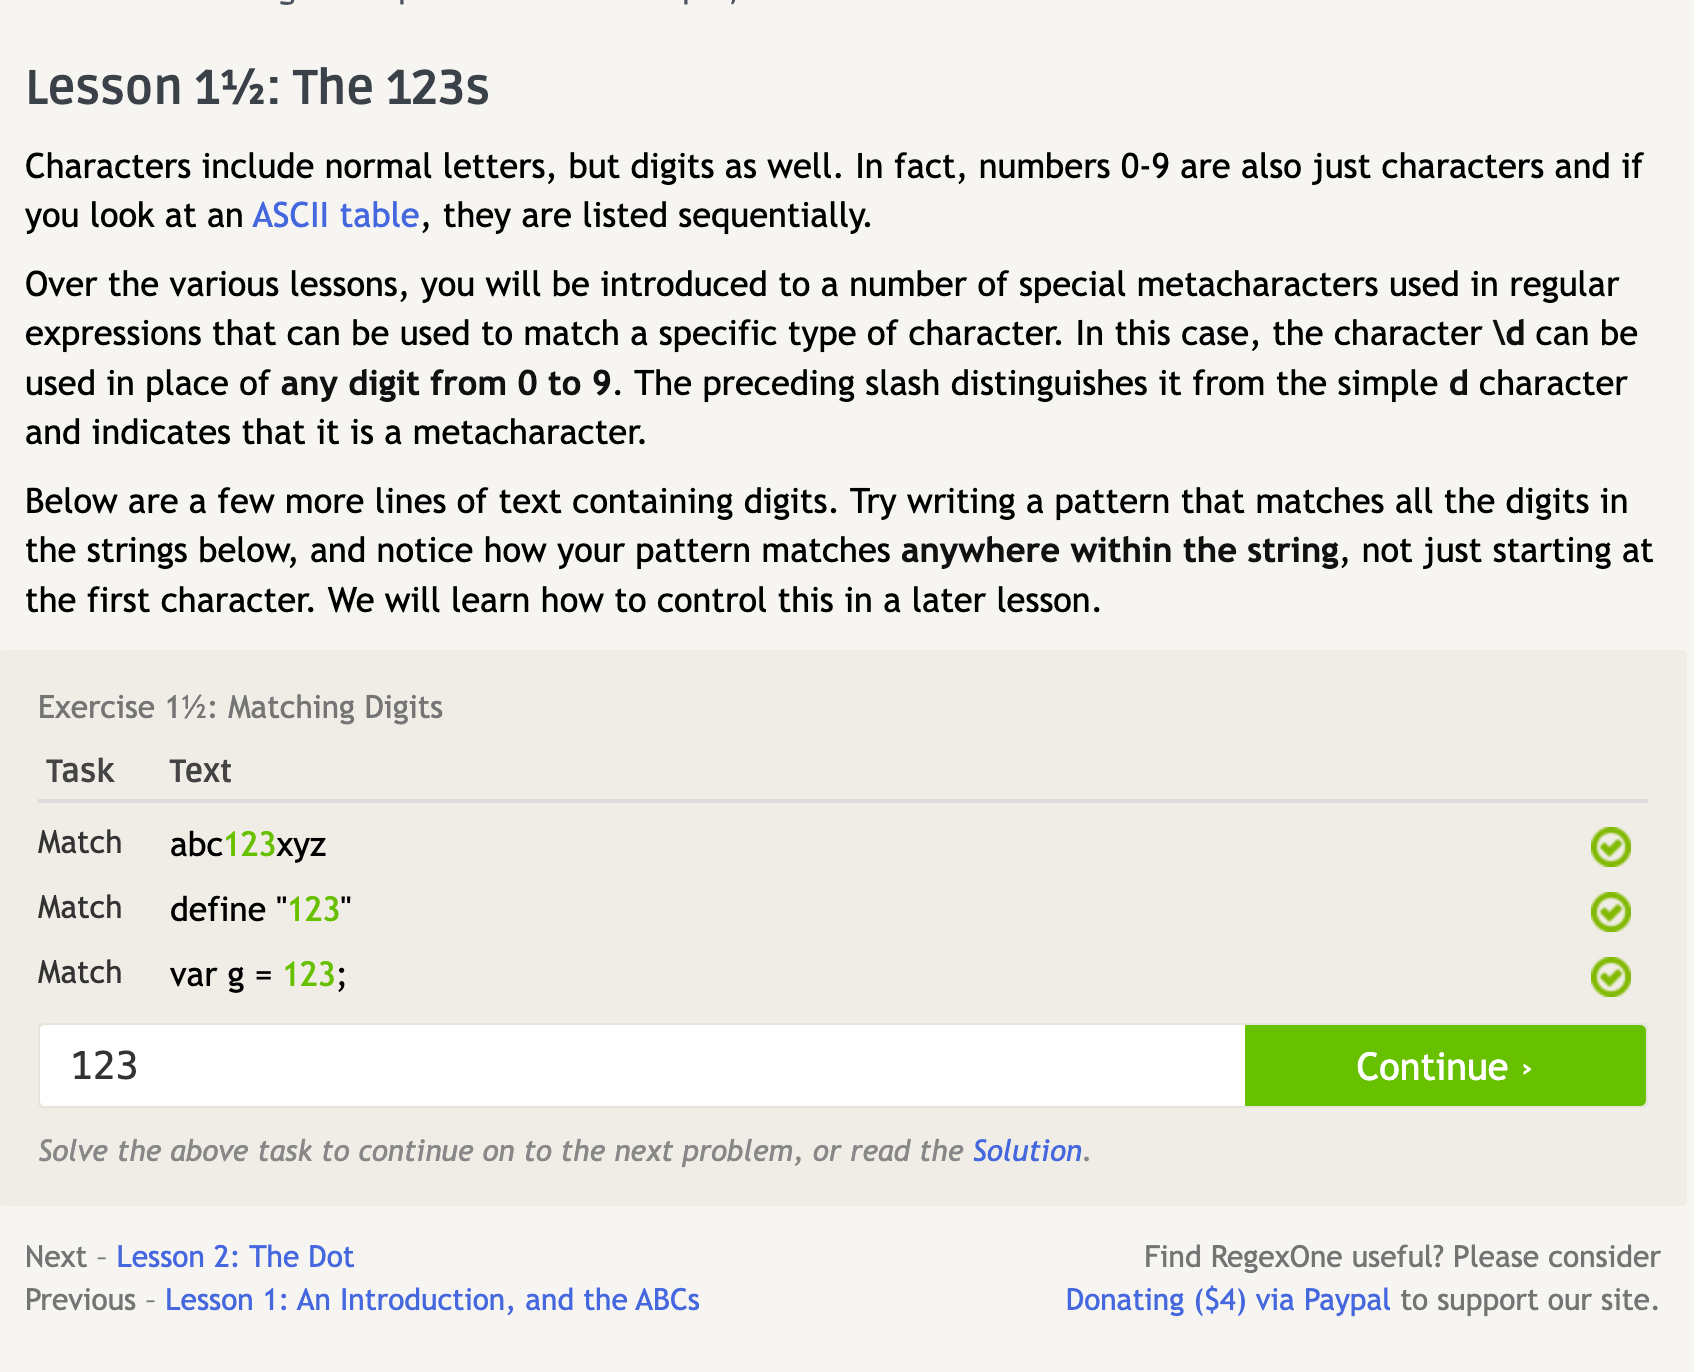 Lesson 1½: The 123s
Characters include normal letters, but digits as well. In fact, numbers 0-9 are also just characters and if
you look at an ASCII table, they are listed sequentially.
Over the various lessons, you will be introduced to a number of special metacharacters used in regular
expressions that can be used to match a specific type of character. In this case, the character \d can be
used in place of any digit from 0 to 9. The preceding slash distinguishes it from the simple d character
and indicates that it is a metacharacter.
Below are a few more lines of text containing digits. Try writing a pattern that matches all the digits in
the strings below, and notice how your pattern matches anywhere within the string, not just starting at
the first character. We will learn how to control this in a later lesson.
Exercise 1½: Matching Digits
Task Text
Match abc123xyz
Match define "123"
Match var g = 123;
123 Continue ›
Solve the above task to continue on to the next problem, or read the Solution.
Next – Lesson 2: The Dot
Previous – Lesson 1: An Introduction, and the ABCs
Find RegexOne useful? Please consider
Donating ($4) via Paypal to support our site.